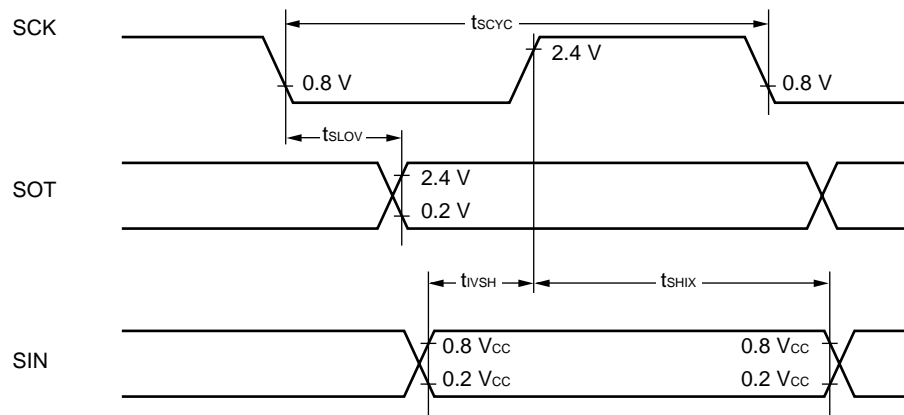 SCK
tSCYC
2.4 V
0.8 V
0.8 V
tSLOV
SOT
2.4 V
0.2 V
tIVSH
tSHIX
SIN
0.8 VCC
0.8 VCC
0.2 VCC
0.2 VCC